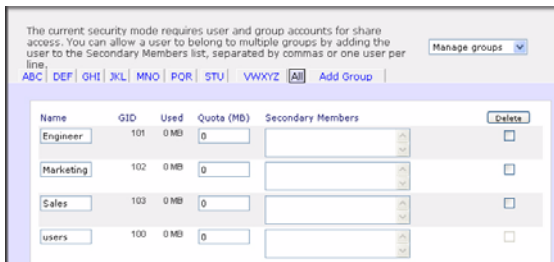 The current security mode requires user and group accounts for share
access. You can allow a user to belong to multiple groups by adding the
user to the Secondary Members list, separated by commas or one user per
line.
Manage groups
ABC DEF GHI JKL MNO PQR STU VWXYZ All Add Group
Name GID Used Quota (MB) Secondary Members Delete
Engineer 101 0 MB 0
Marketing 102 0 MB 0
Sales 103 0 MB 0
users 100 0 MB 0